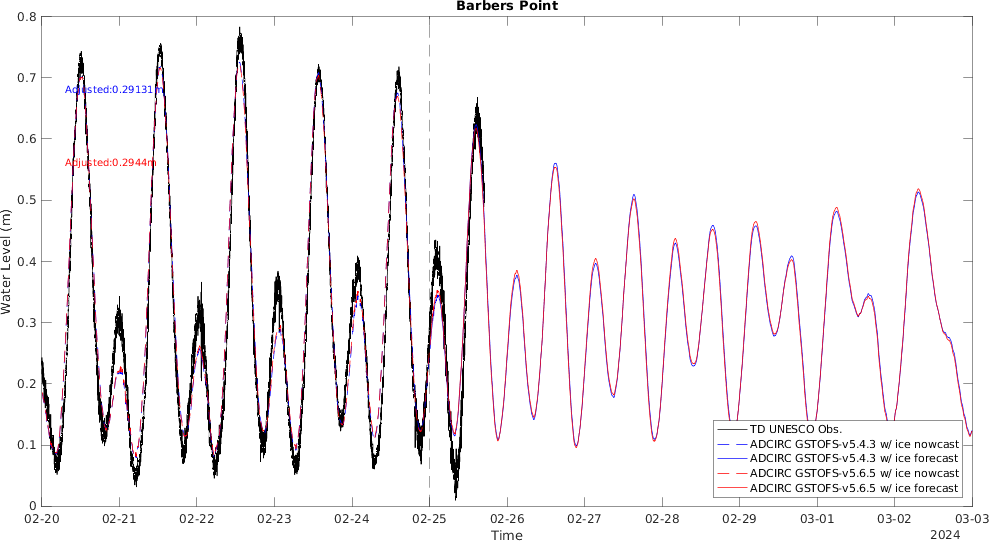 Barbers Point
Water Level (m)
0.8
0.7
0.6
0.5
0.4
0.3
0.2
0.1
0
Adjusted:0.29131m
Adjusted:0.2944m
TD UNESCO Obs.
ADCIRC GSTOFS-v5.4.3 w/ ice nowcast
ADCIRC GSTOFS-v5.4.3 w/ ice forecast
ADCIRC GSTOFS-v5.6.5 w/ ice nowcast
ADCIRC GSTOFS-v5.6.5 w/ ice forecast
02-20 02-21 02-22 02-23 02-24 02-25 02-26 02-27 02-28 02-29 03-01 03-02 03-03
Time
2024